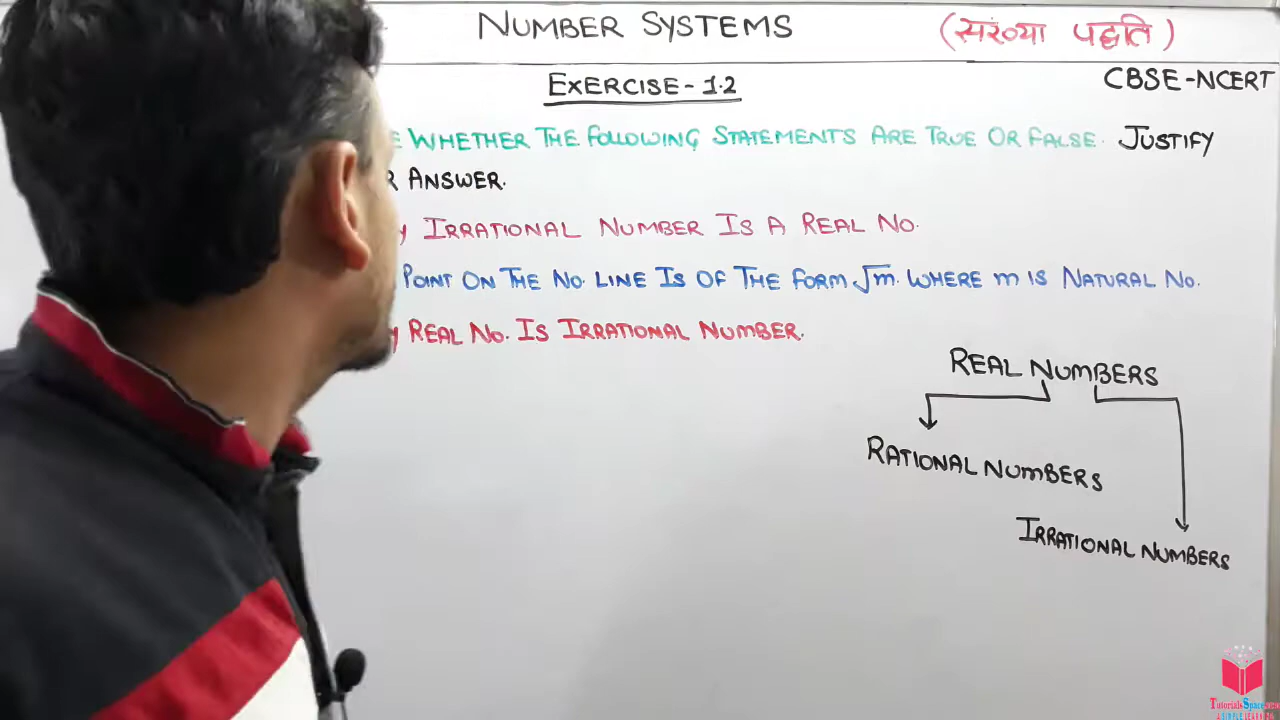 NUMBER SYSTEMS (संख्या पद्धति)
EXERCISE-1.2 CBSE-NCERT
WHETHER THE FOLLOWING STATEMENTS ARE TRUE OR FALSE. JUSTIFY
ANSWER.
IRRATIONAL NUMBER IS A REAL NO.
POINT ON THE NO. LINE IS OF THE FORM √m. WHERE m IS NATURAL NO.
REAL NO. IS IRRATIONAL NUMBER.
REAL NUMBERS
RATIONAL NUMBERS
IRRATIONAL NUMBERS